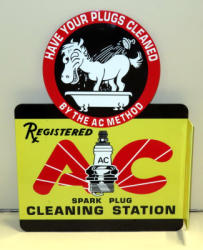 HAVE YOUR PLUGS CLEANED
BY THE AC METHOD
REGISTERED
AC
AC
SPARK PLUG
CLEANING STATION